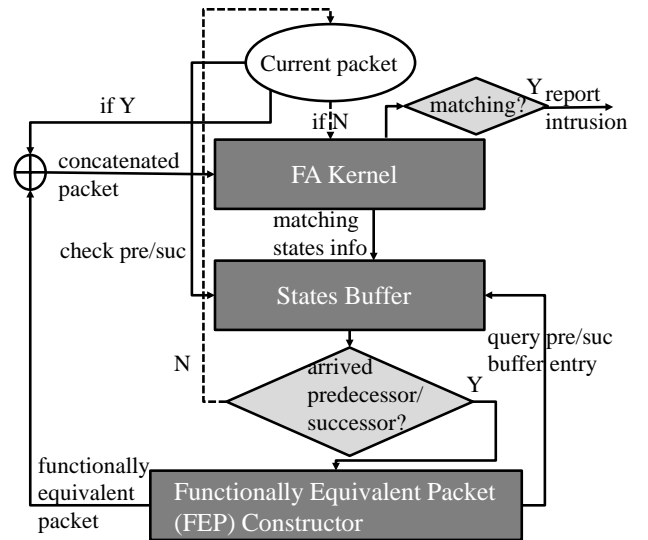 Current packet
if Y
if N
matching?
Y
report
intrusion
concatenated
packet
FA Kernel
matching
states info
check pre/suc
States Buffer
query pre/suc
buffer entry
N
arrived
predecessor/
successor?
Y
functionally
equivalent
packet
Functionally Equivalent Packet
(FEP) Constructor